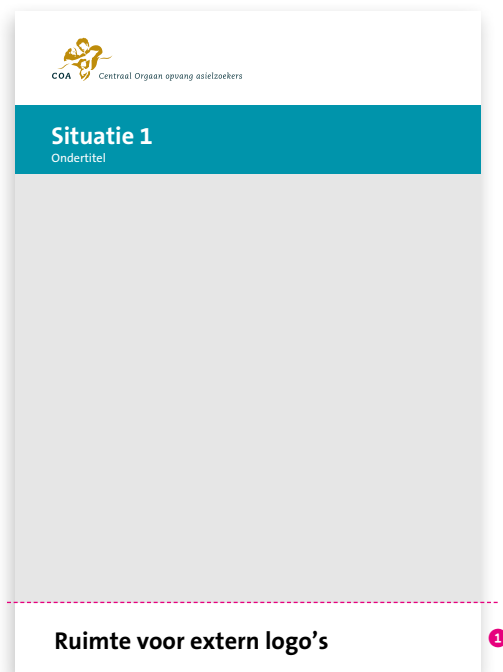 COA Centraal Orgaan opvang asielzoekers
Situatie 1
Ondertitel
Ruimte voor extern logo's
1